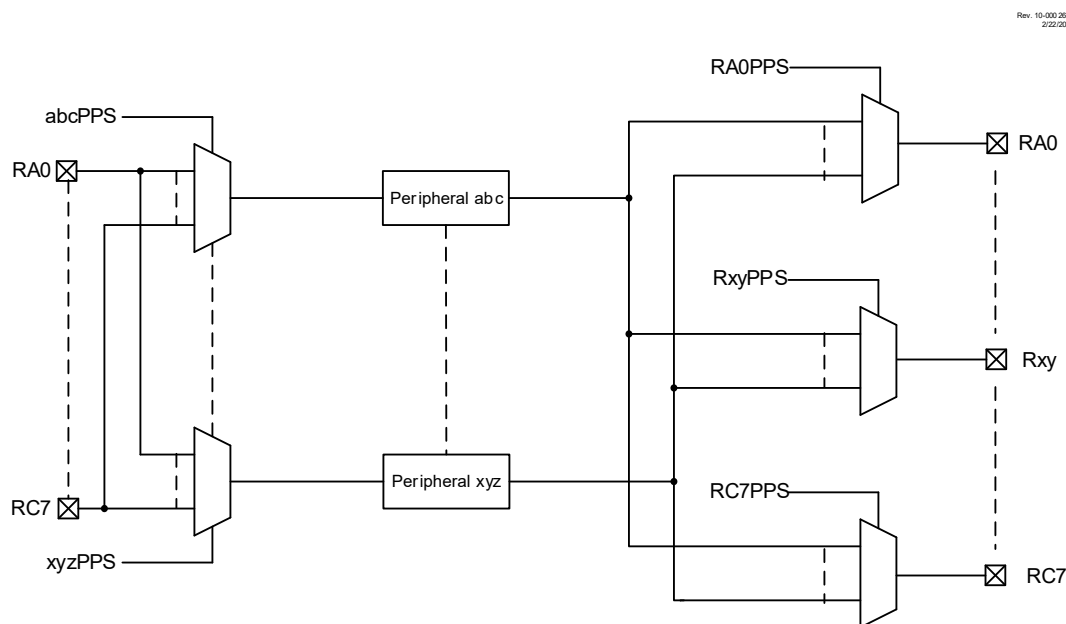 Rev. 10-000 26
2/22/20
RA0PPS
abcPPS
RA0
Peripheral abc
RA0
RxyPPS
Rxy
Peripheral xyz
RC7PPS
RC7
xyzPPS
RC7